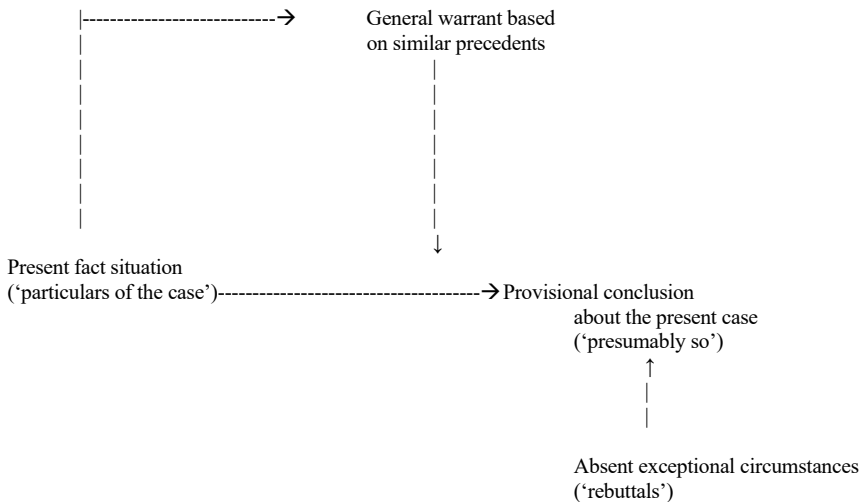 General warrant based
on similar precedents
Present fact situation
(‘particulars of the case’)
Provisional conclusion
about the present case
(‘presumably so’)
Absent exceptional circumstances
(‘rebuttals’)